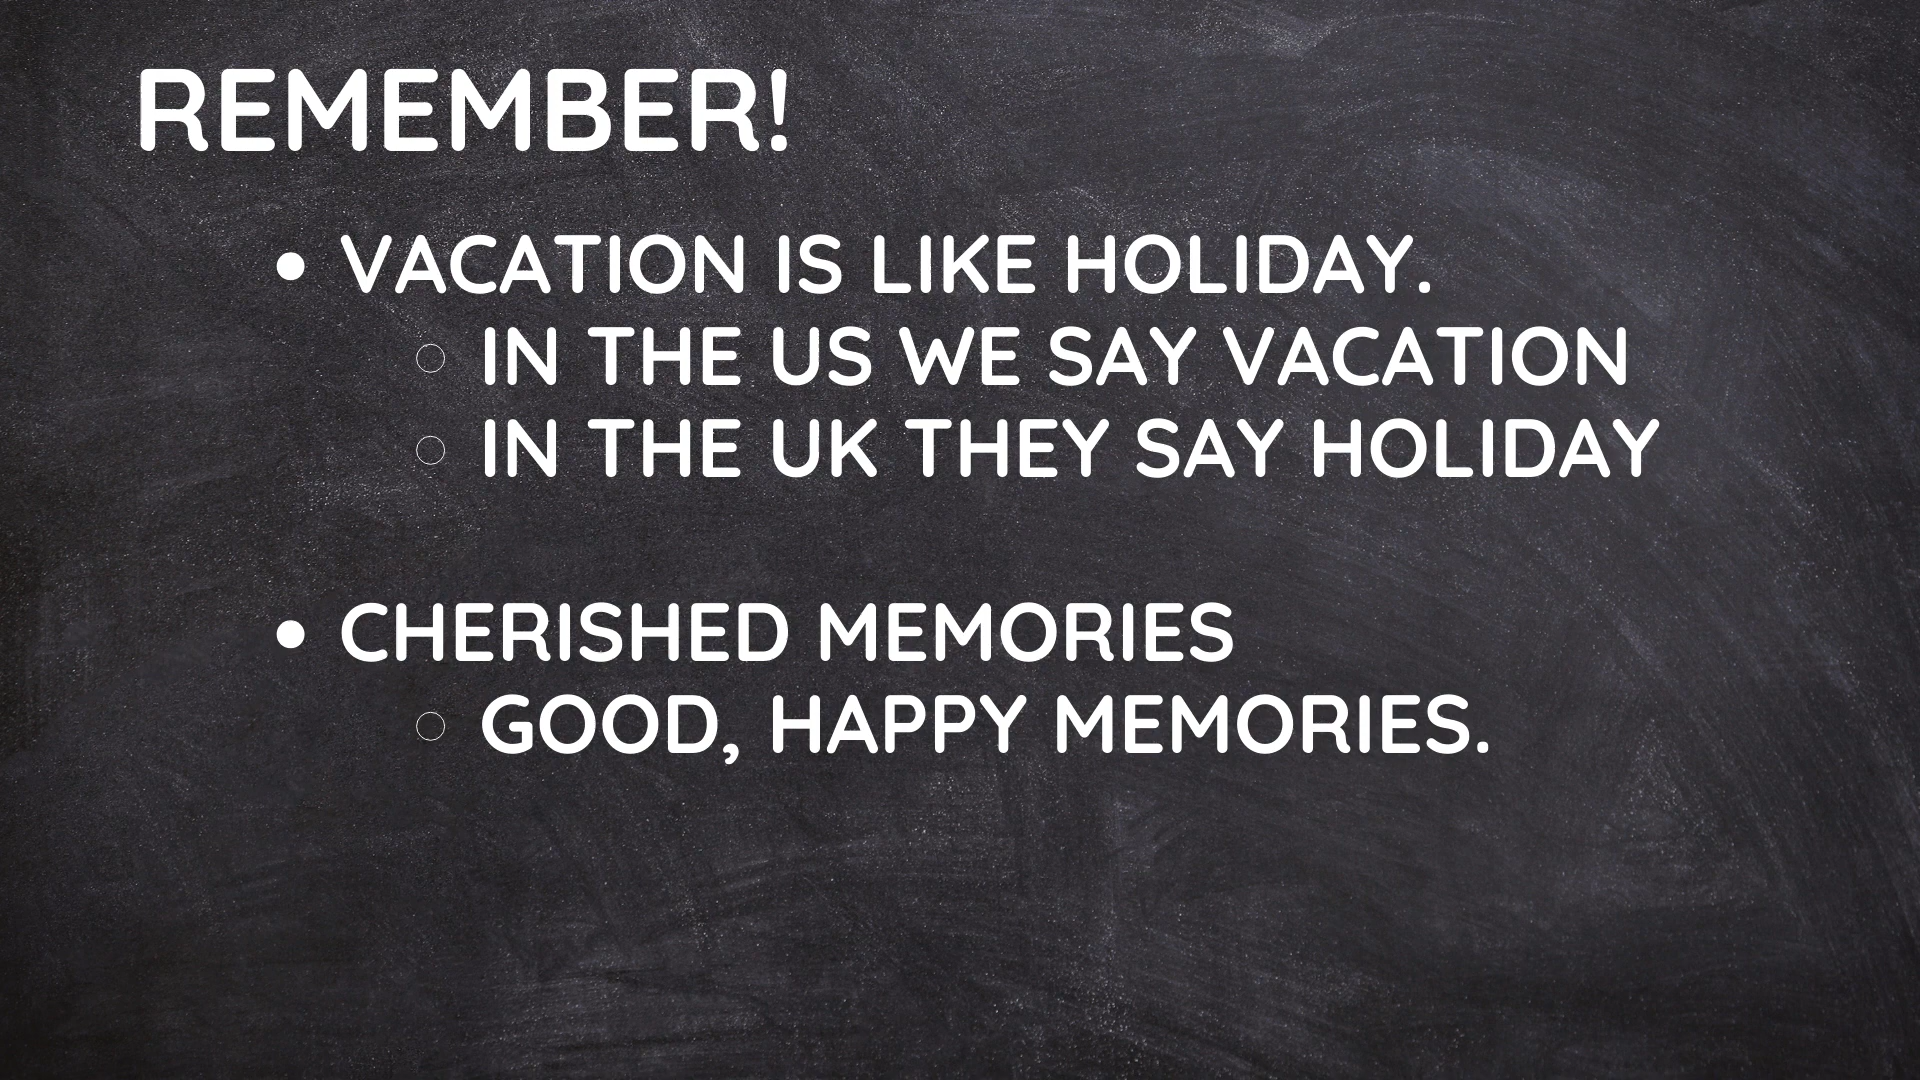 REMEMBER!
VACATION IS LIKE HOLIDAY.
IN THE US WE SAY VACATION
IN THE UK THEY SAY HOLIDAY
CHERISHED MEMORIES
GOOD, HAPPY MEMORIES.